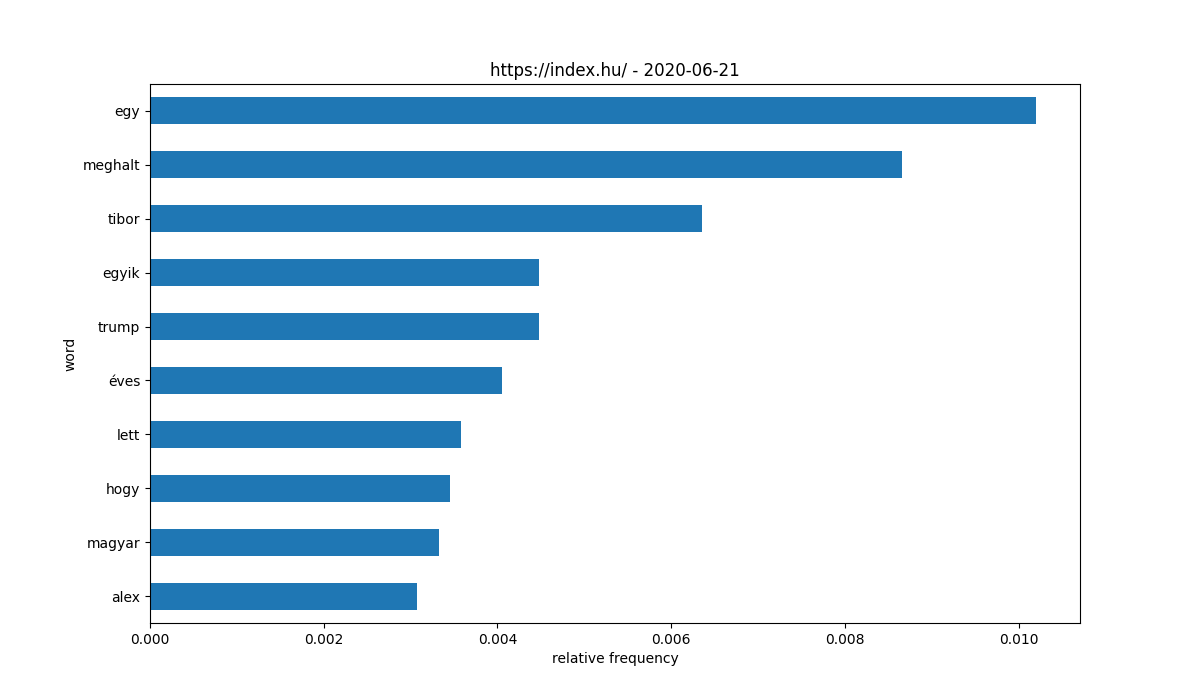 https://index.hu/ - 2020-06-21
egy
meghalt
tibor
egyik
trump
éves
lett
hogy
magyar
alex
word
0.000 0.002 0.004 0.006 0.008 0.010
relative frequency